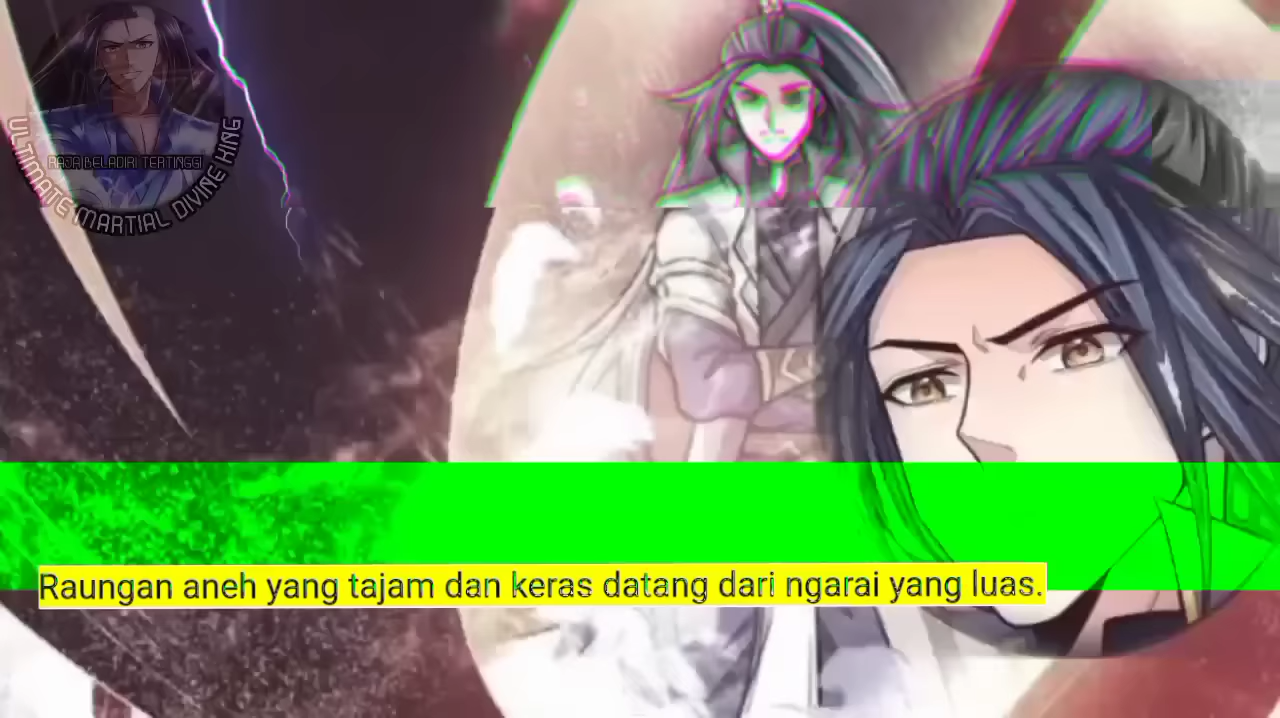 RAJA BELADIRI TERTINGGI
ULTIMATE MARTIAL DIVINE KING
Raungan aneh yang tajam dan keras datang dari ngarai yang luas.